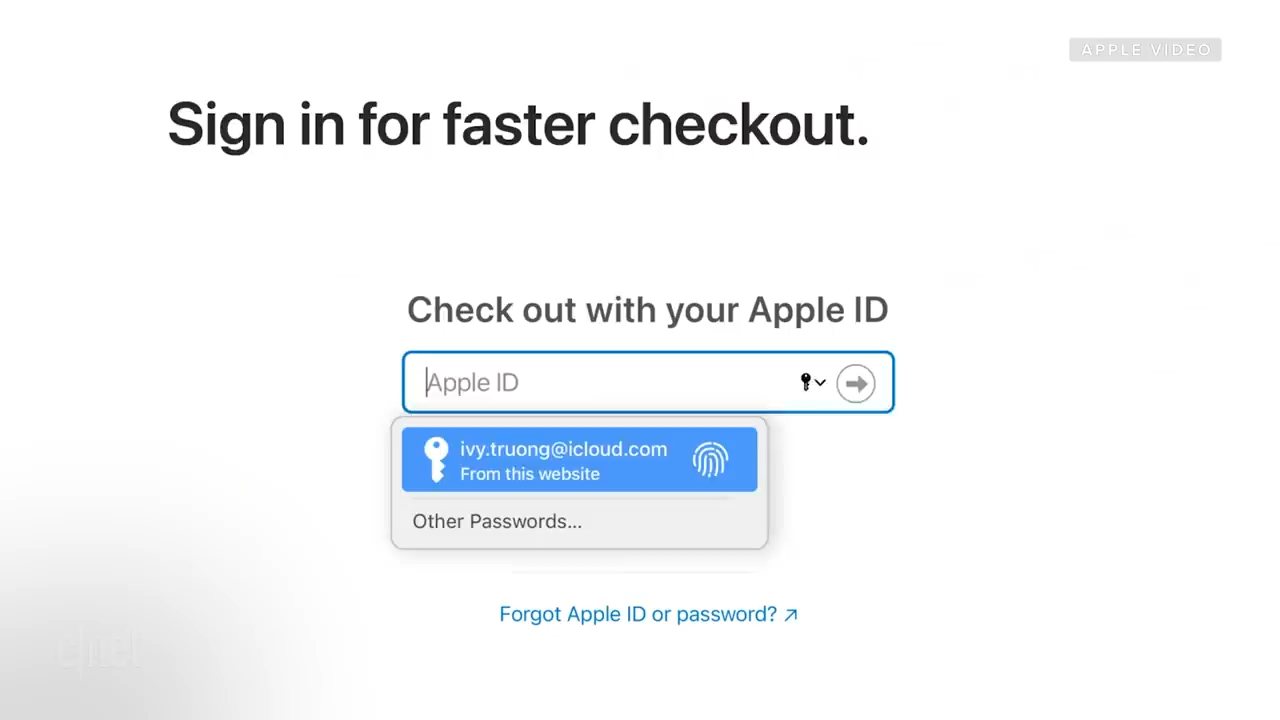 APPLE VIDEO
Sign in for faster checkout.
Check out with your Apple ID
Apple ID
ivy.truong@icloud.com
From this website
Other Passwords...
Forgot Apple ID or password? ↗